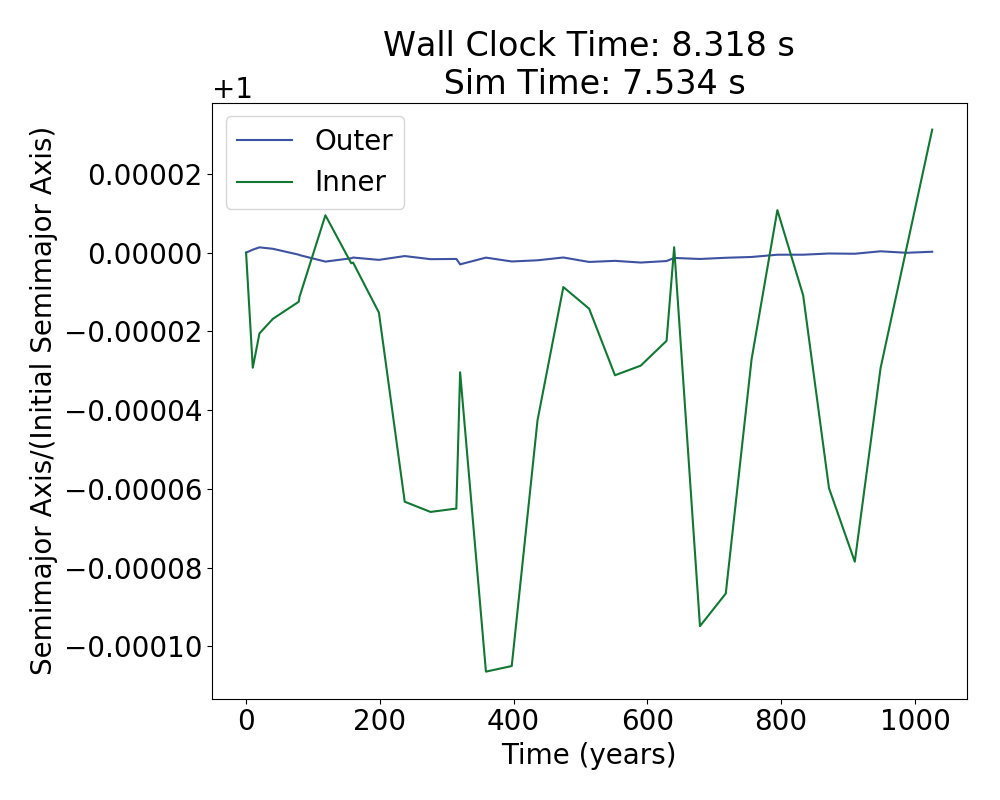 Wall Clock Time: 8.318 s
Sim Time: 7.534 s
+1
Outer
Inner
0.00002
0.00000
−0.00002
−0.00004
−0.00006
−0.00008
−0.00010
Semimajor Axis/(Initial Semimajor Axis)
0 200 400 600 800 1000
Time (years)